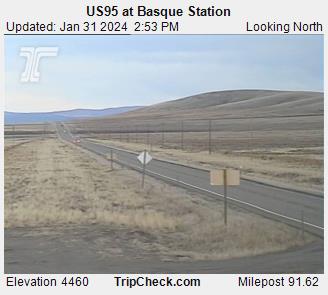 US95 at Basque Station
Updated: Jan 31 2024 2:53 PM Looking North
Elevation 4460 TripCheck.com Milepost 91.62